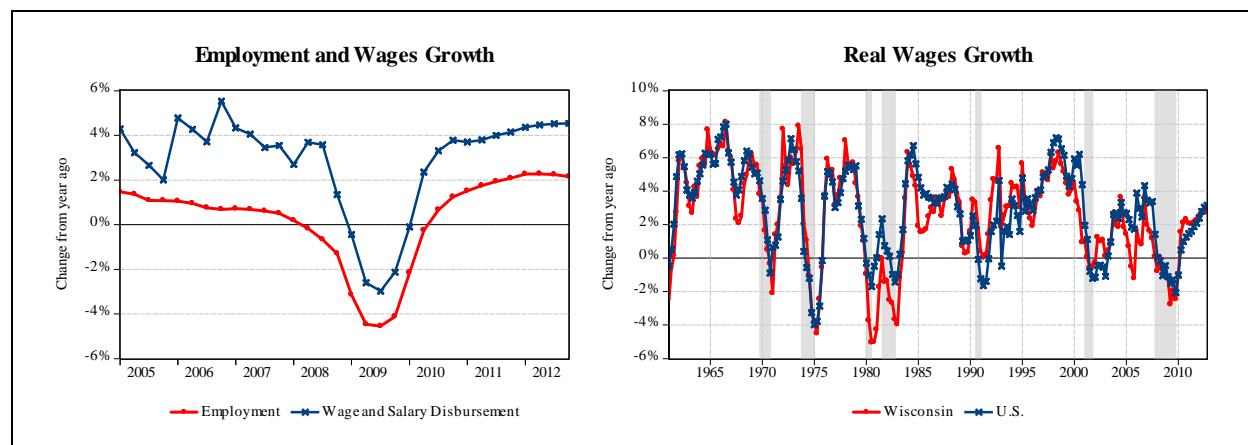 Employment and Wages Growth
Change from year ago
6%
4%
2%
0%
-2%
-4%
-6%
2005 2006 2007 2008 2009 2010 2011 2012
Employment Wage and Salary Disbursement
Real Wages Growth
Change from year ago
10%
8%
6%
4%
2%
0%
-2%
-4%
-6%
1965 1970 1975 1980 1985 1990 1995 2000 2005 2010
Wisconsin U.S.